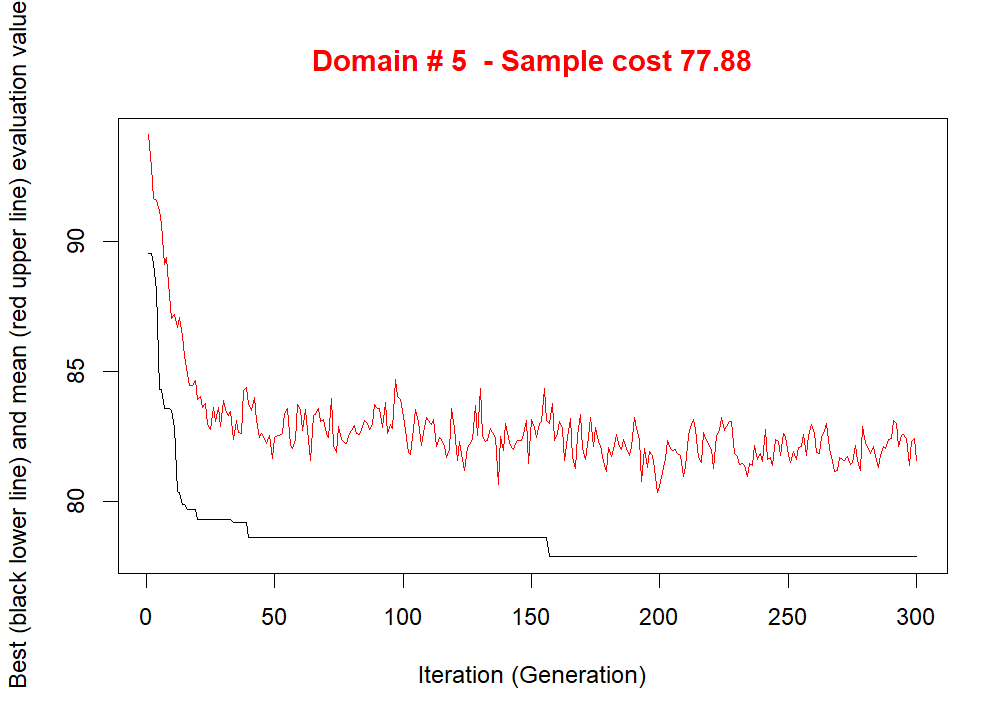 Domain # 5  - Sample cost 77.88
Best (black lower line) and mean (red upper line) evaluation value
90
85
80
0 50 100 150 200 250 300
Iteration (Generation)